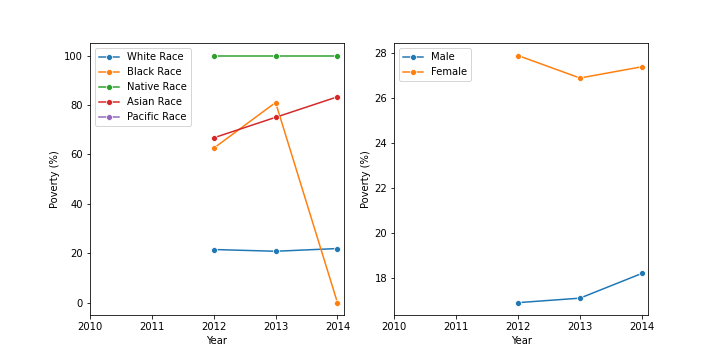 White Race
Black Race
Native Race
Asian Race
Pacific Race
100
80
60
40
20
0
Poverty (%)
2010 2011 2012 2013 2014
Year
Male
Female
28
26
24
22
20
18
Poverty (%)
2010 2011 2012 2013 2014
Year